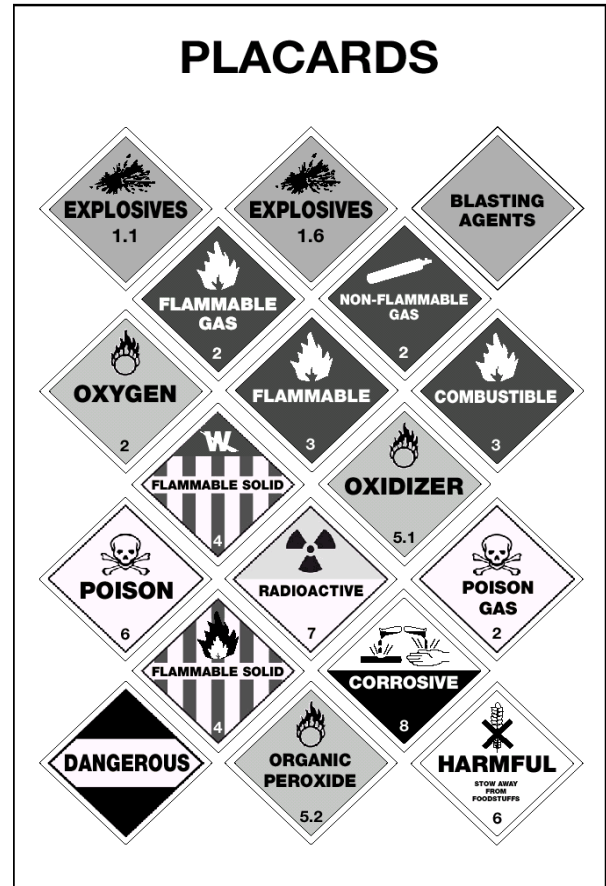 PLACARDS
EXPLOSIVES
1.1
EXPLOSIVES
1.6
BLASTING
AGENTS
FLAMMABLE
GAS
2
NON-FLAMMABLE
GAS
2
OXYGEN
2
FLAMMABLE
3
COMBUSTIBLE
3
W
FLAMMABLE SOLID
4
OXIDIZER
5.1
POISON
6
RADIOACTIVE
7
POISON
GAS
2
FLAMMABLE SOLID
4
CORROSIVE
8
DANGEROUS
ORGANIC
PEROXIDE
5.2
HARMFUL
STOW AWAY
FROM
FOODSTUFFS
6